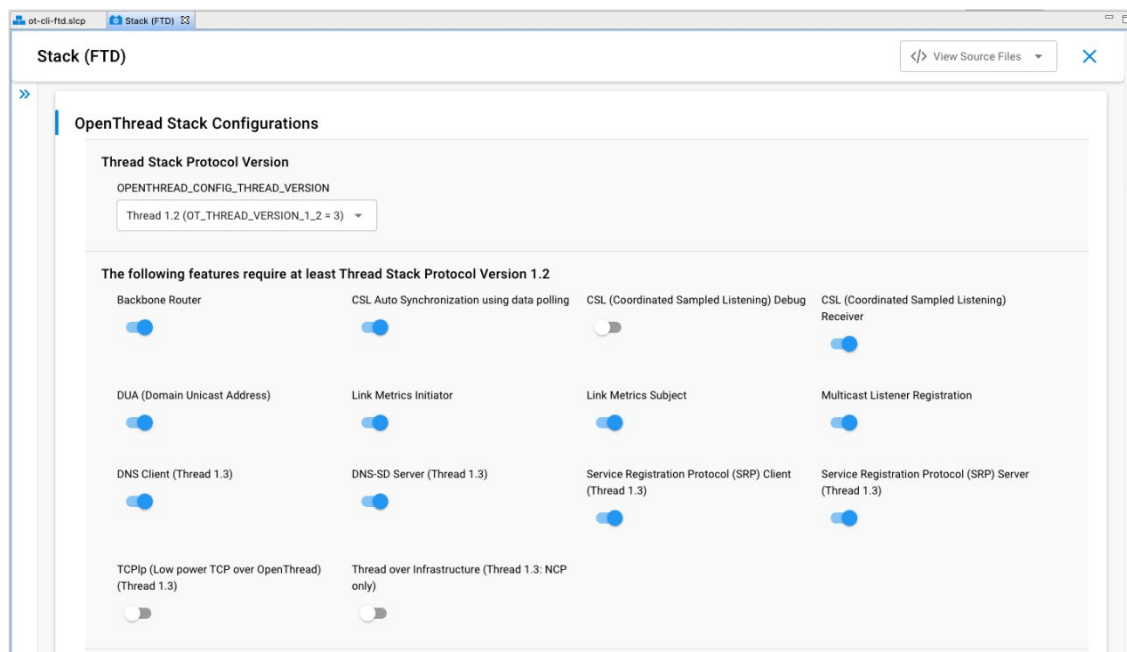 ot-cli-ftd.slcp
Stack (FTD)
Stack (FTD)
</> View Source Files
OpenThread Stack Configurations
Thread Stack Protocol Version
OPENTHREAD_CONFIG_THREAD_VERSION
Thread 1.2 (OT_THREAD_VERSION_1_2 = 3)
The following features require at least Thread Stack Protocol Version 1.2
Backbone Router
CSL Auto Synchronization using data polling
CSL (Coordinated Sampled Listening) Debug
CSL (Coordinated Sampled Listening)
Receiver
DUA (Domain Unicast Address)
Link Metrics Initiator
Link Metrics Subject
Multicast Listener Registration
DNS Client (Thread 1.3)
DNS-SD Server (Thread 1.3)
Service Registration Protocol (SRP) Client
(Thread 1.3)
Service Registration Protocol (SRP) Server
(Thread 1.3)
TCPlp (Low power TCP over OpenThread)
(Thread 1.3)
Thread over Infrastructure (Thread 1.3: NCP
only)